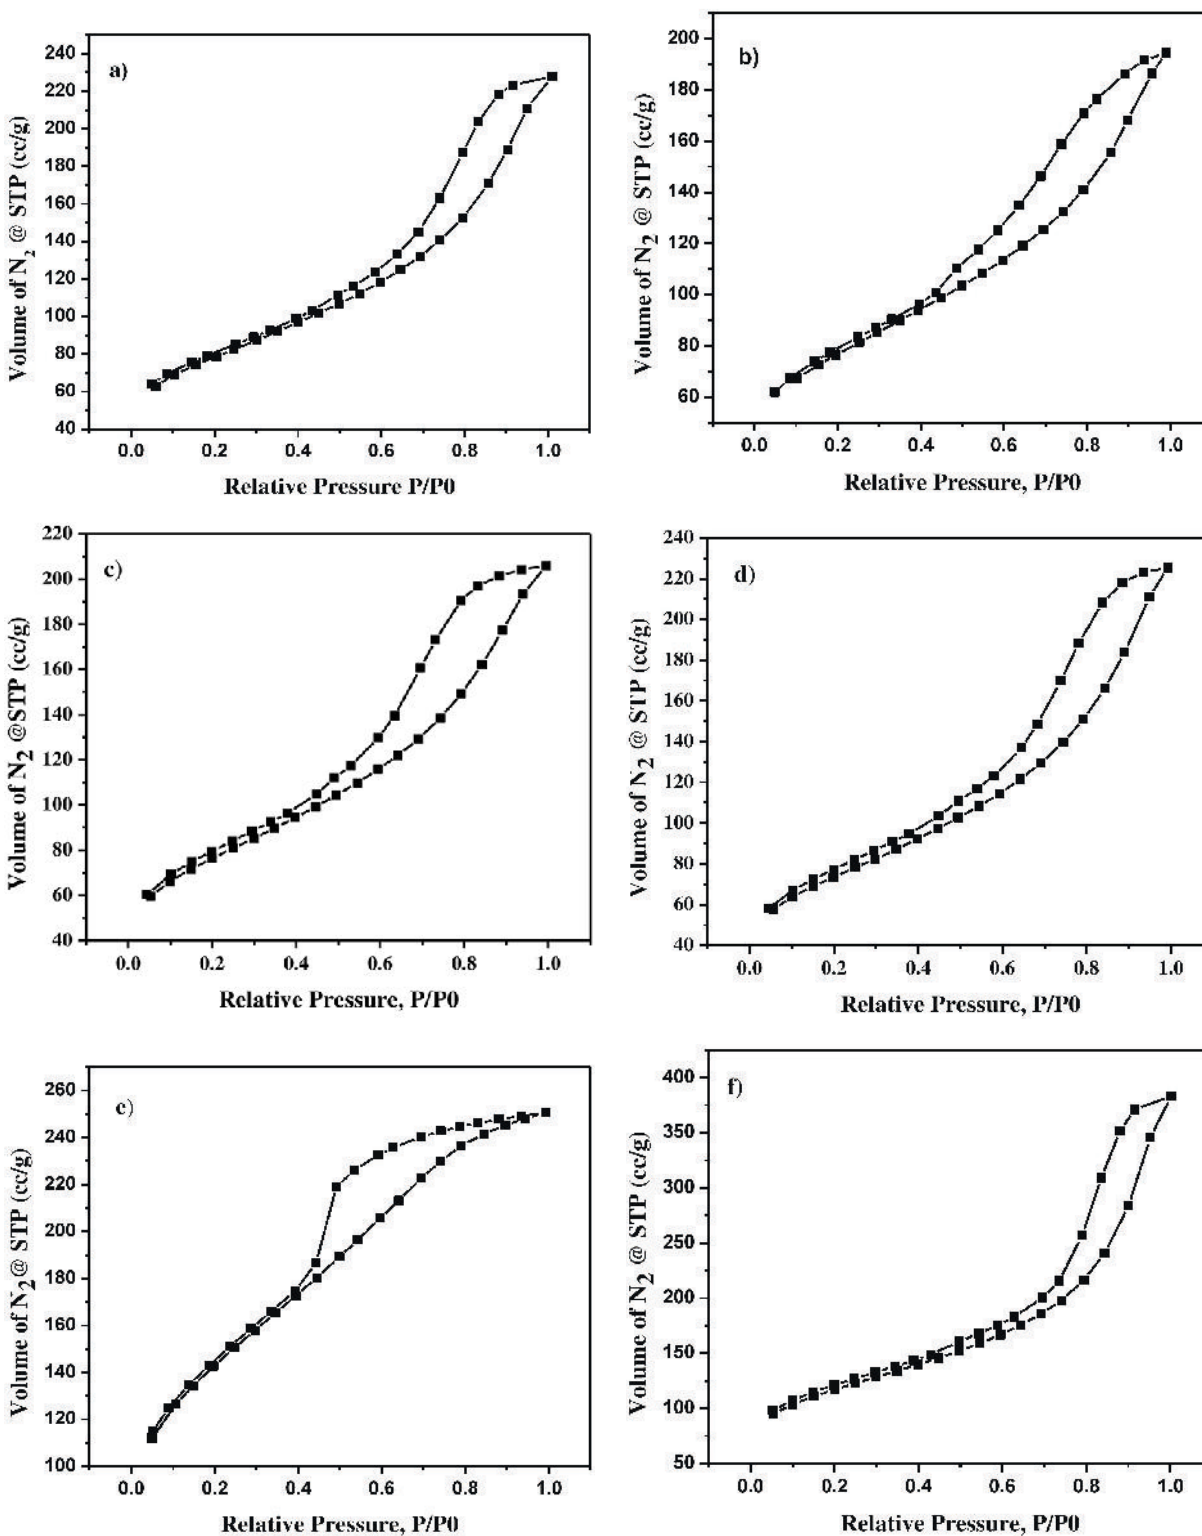 a)
Volume of N2 @ STP (cc/g)
240
220
200
180
160
140
120
100
80
60
40
0.0 0.2 0.4 0.6 0.8 1.0
Relative Pressure P/P0
b)
Volume of N2 @ STP (cc/g)
200
180
160
140
120
100
80
60
0.0 0.2 0.4 0.6 0.8 1.0
Relative Pressure, P/P0
c)
Volume of N2 @STP (cc/g)
220
200
180
160
140
120
100
80
60
40
0.0 0.2 0.4 0.6 0.8 1.0
Relative Pressure, P/P0
d)
Volume of N2 @ STP (cc/g)
240
220
200
180
160
140
120
100
80
60
40
0.0 0.2 0.4 0.6 0.8 1.0
Relative Pressure, P/P0
e)
Volume of N2@ STP (cc/g)
260
240
220
200
180
160
140
120
100
0.0 0.2 0.4 0.6 0.8 1.0
Relative Pressure, P/P0
f)
Volume of N2 @ STP (cc/g)
400
350
300
250
200
150
100
50
0.0 0.2 0.4 0.6 0.8 1.0
Relative Pressure, P/P0